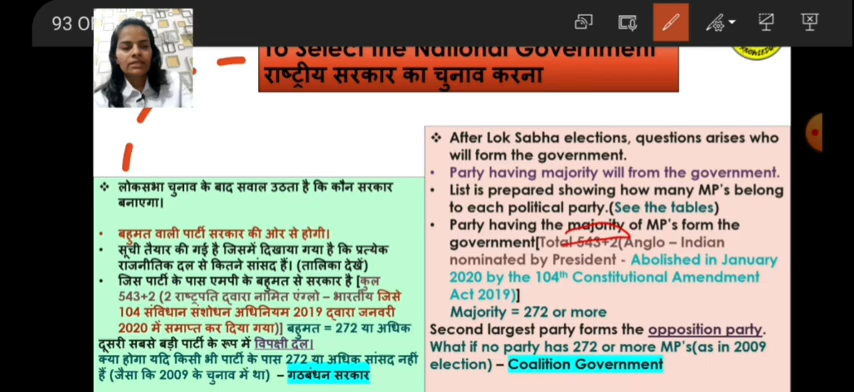 93 OF
To Select the National Government
राष्ट्रीय सरकार का चुनाव करना
❖ लोकसभा चुनाव के बाद सवाल उठता है कि कौन सरकार
बनाएगा।
• बहुमत वाली पार्टी सरकार की ओर से होगी।
• सूची तैयार की गई है जिसमें दिखाया गया है कि प्रत्येक
राजनीतिक दल से कितने सांसद हैं। (तालिका देखें)
• जिस पार्टी के पास एमपी के बहुमत से सरकार है [कुल
543+2 (2 राष्ट्रपति द्वारा नामित एंग्लो – भारतीय जिसे
104 संविधान संशोधन अधिनियम 2019 द्वारा जनवरी
2020 में समाप्त कर दिया गया)] बहुमत = 272 या अधिक
दूसरी सबसे बड़ी पार्टी के रूप में विपक्षी दल।
क्या होगा यदि किसी भी पार्टी के पास 272 या अधिक सांसद नहीं
हैं (जैसा कि 2009 के चुनाव में था) – गठबंधन सरकार
❖ After Lok Sabha elections, questions arises who
will form the government.
• Party having majority will from the government.
• List is prepared showing how many MP's belong
to each political party.(See the tables)
• Party having the majority of MP's form the
government[Total 543+2(Anglo – Indian
nominated by President - Abolished in January
2020 by the 104th Constitutional Amendment
Act 2019)]
Majority = 272 or more
Second largest party forms the opposition party.
What if no party has 272 or more MP's(as in 2009
election) – Coalition Government